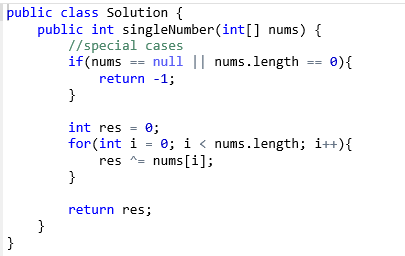 public class Solution {
    public int singleNumber(int[] nums) {
        //special cases
        if(nums == null || nums.length == 0){
            return -1;
        }

        int res = 0;
        for(int i = 0; i < nums.length; i++){
            res ^= nums[i];
        }

        return res;
    }
}